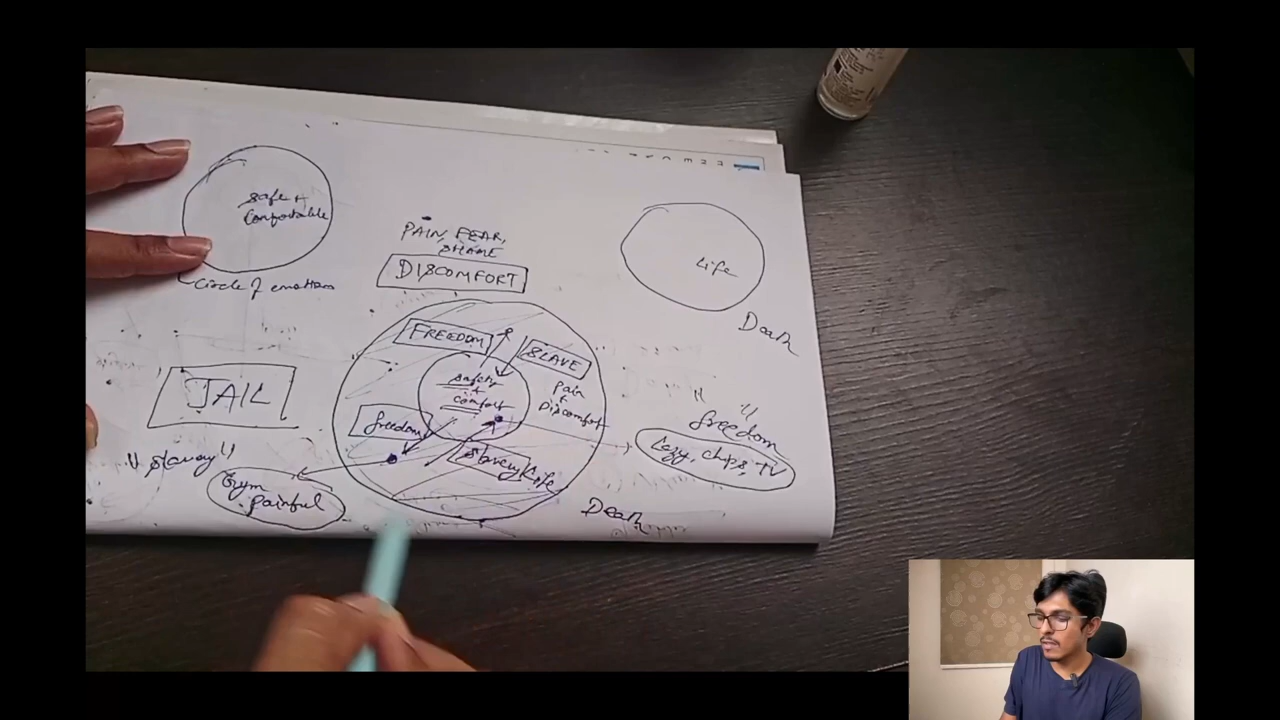 safe +
Comfortable
Circle of emotions
PAIN, FEAR,
SHAME
DISCOMFORT
Life
Death
FREEDOM
SLAVE
safety
+
comfort
Pain
+
Discomfort
JAIL
freedom
Slavery
Life
" Slavery "
Gym
painful
" "
freedom
Lazy, chips, TV
Death